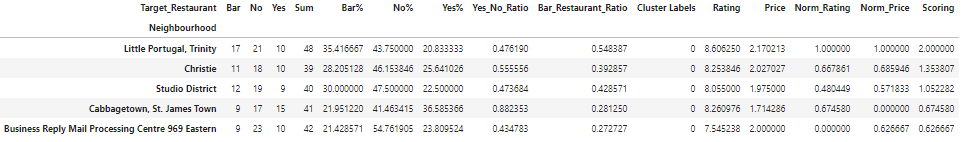 Target_Restaurant Bar No Yes Sum Bar% No% Yes% Yes_No_Ratio Bar_Restaurant_Ratio Cluster Labels Rating Price Norm_Rating Norm_Price Scoring
Neighbourhood
Little Portugal, Trinity 17 21 10 48 35.416667 43.750000 20.833333 0.476190 0.548387 0 8.606250 2.170213 1.000000 1.000000 2.000000
Christie 11 18 10 39 28.205128 46.153846 25.641026 0.555556 0.392857 0 8.253846 2.027027 0.667861 0.685946 1.353807
Studio District 12 19 9 40 30.000000 47.500000 22.500000 0.473684 0.428571 0 8.055000 1.975000 0.480449 0.571833 1.052282
Cabbagetown, St. James Town 9 17 15 41 21.951220 41.463415 36.585366 0.882353 0.281250 0 8.260976 1.714286 0.674580 0.000000 0.674580
Business Reply Mail Processing Centre 969 Eastern 9 23 10 42 21.428571 54.761905 23.809524 0.434783 0.272727 0 7.545238 2.000000 0.000000 0.626667 0.626667